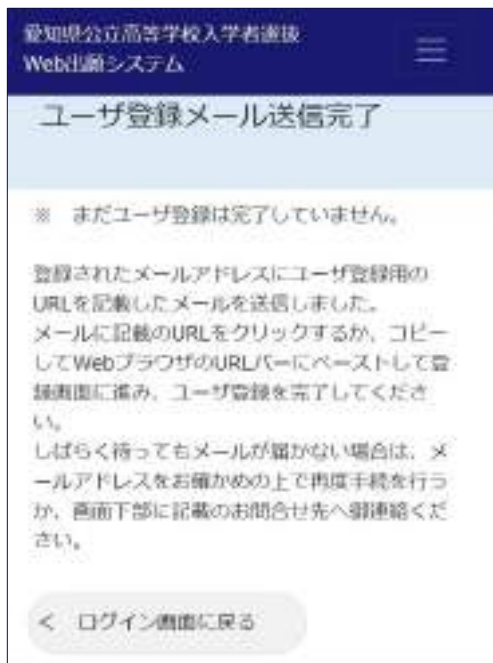 愛知県公立高等学校入学者選抜
Web出願システム
ユーザ登録メール送信完了
※　まだユーザ登録は完了していません。
登録されたメールアドレスにユーザ登録用の
URLを記載したメールを送信しました。
メールに記載のURLをクリックするか、コピー
してWebブラウザのURLバーにペーストして登
録画面に進み、ユーザ登録を完了してくださ
い。
しばらく待ってもメールが届かない場合は、メ
ールアドレスをお確かめの上で再度手続を行う
か、画面下部に記載のお問合せ先へ御連絡くだ
さい。
＜　ログイン画面に戻る